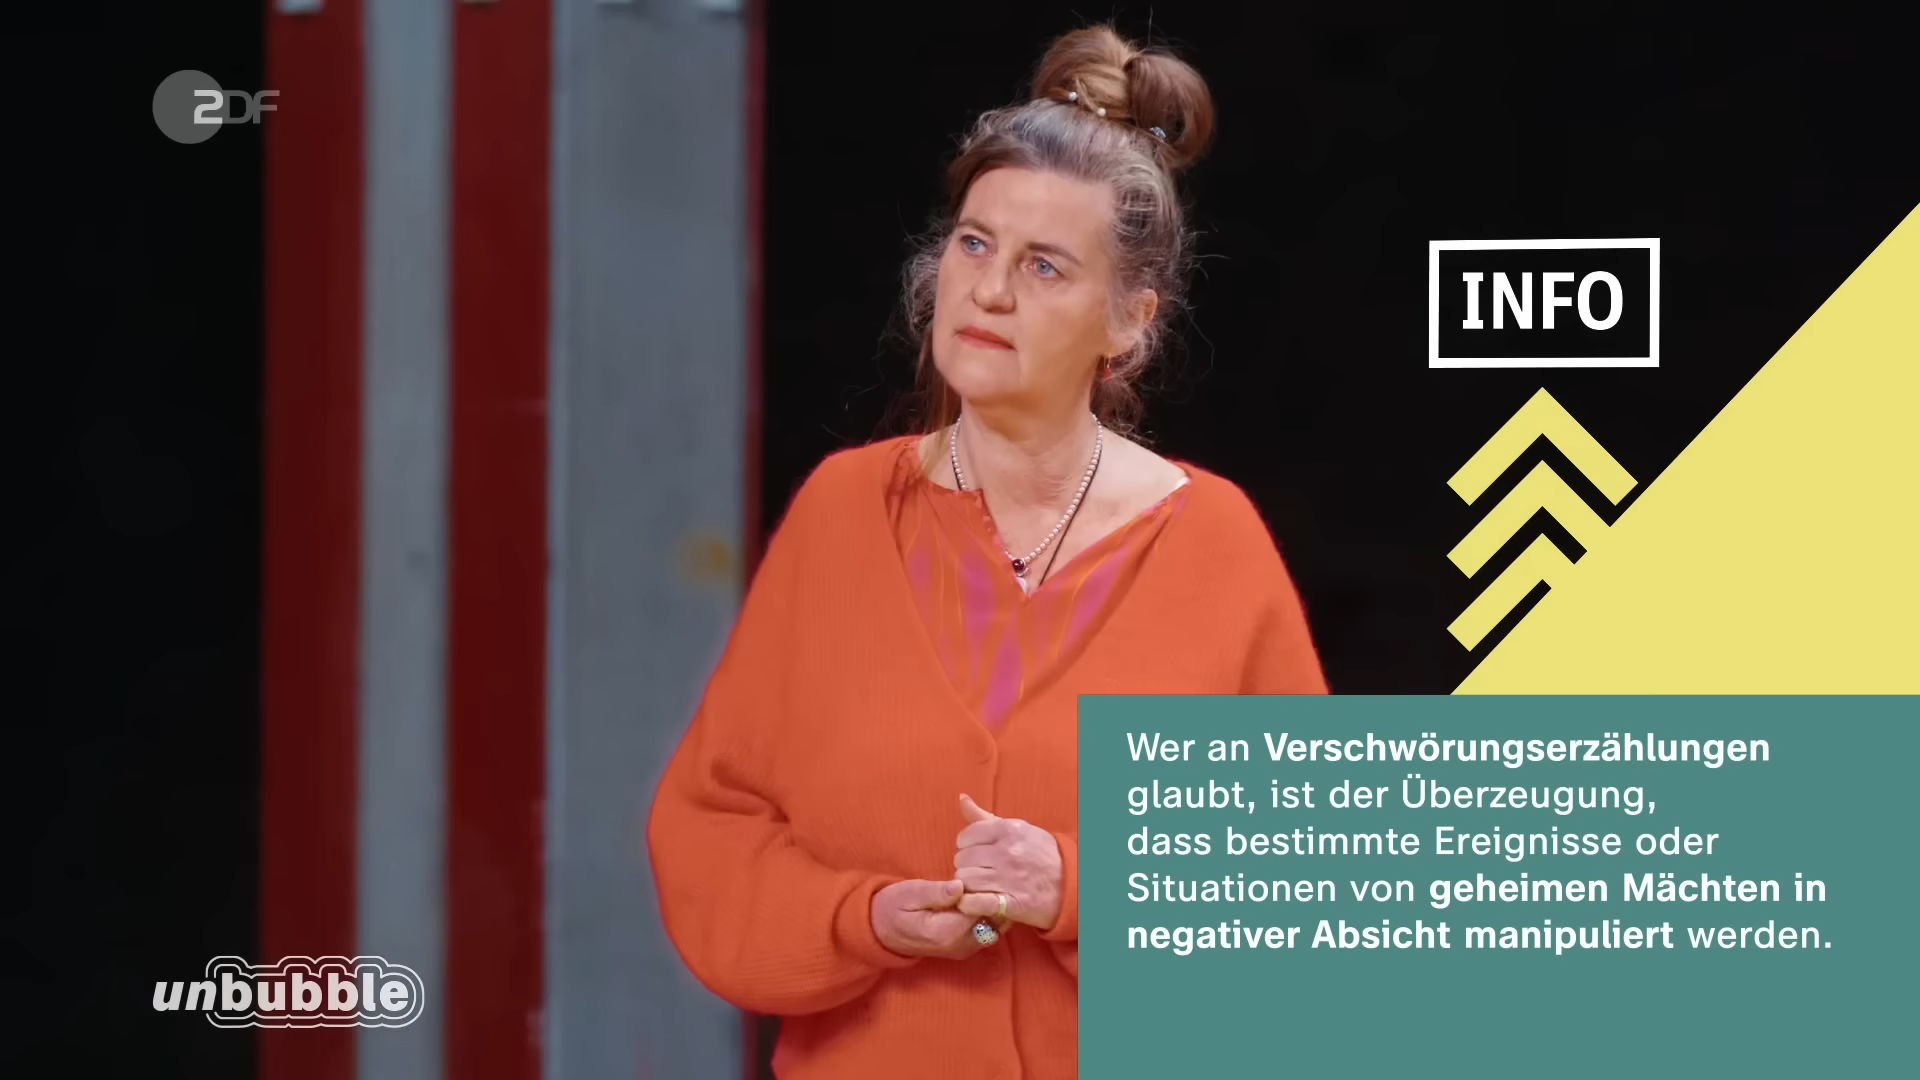 ZDF
INFO
Wer an Verschwörungserzählungen
glaubt, ist der Überzeugung,
dass bestimmte Ereignisse oder
Situationen von geheimen Mächten in
negativer Absicht manipuliert werden.
unbubble